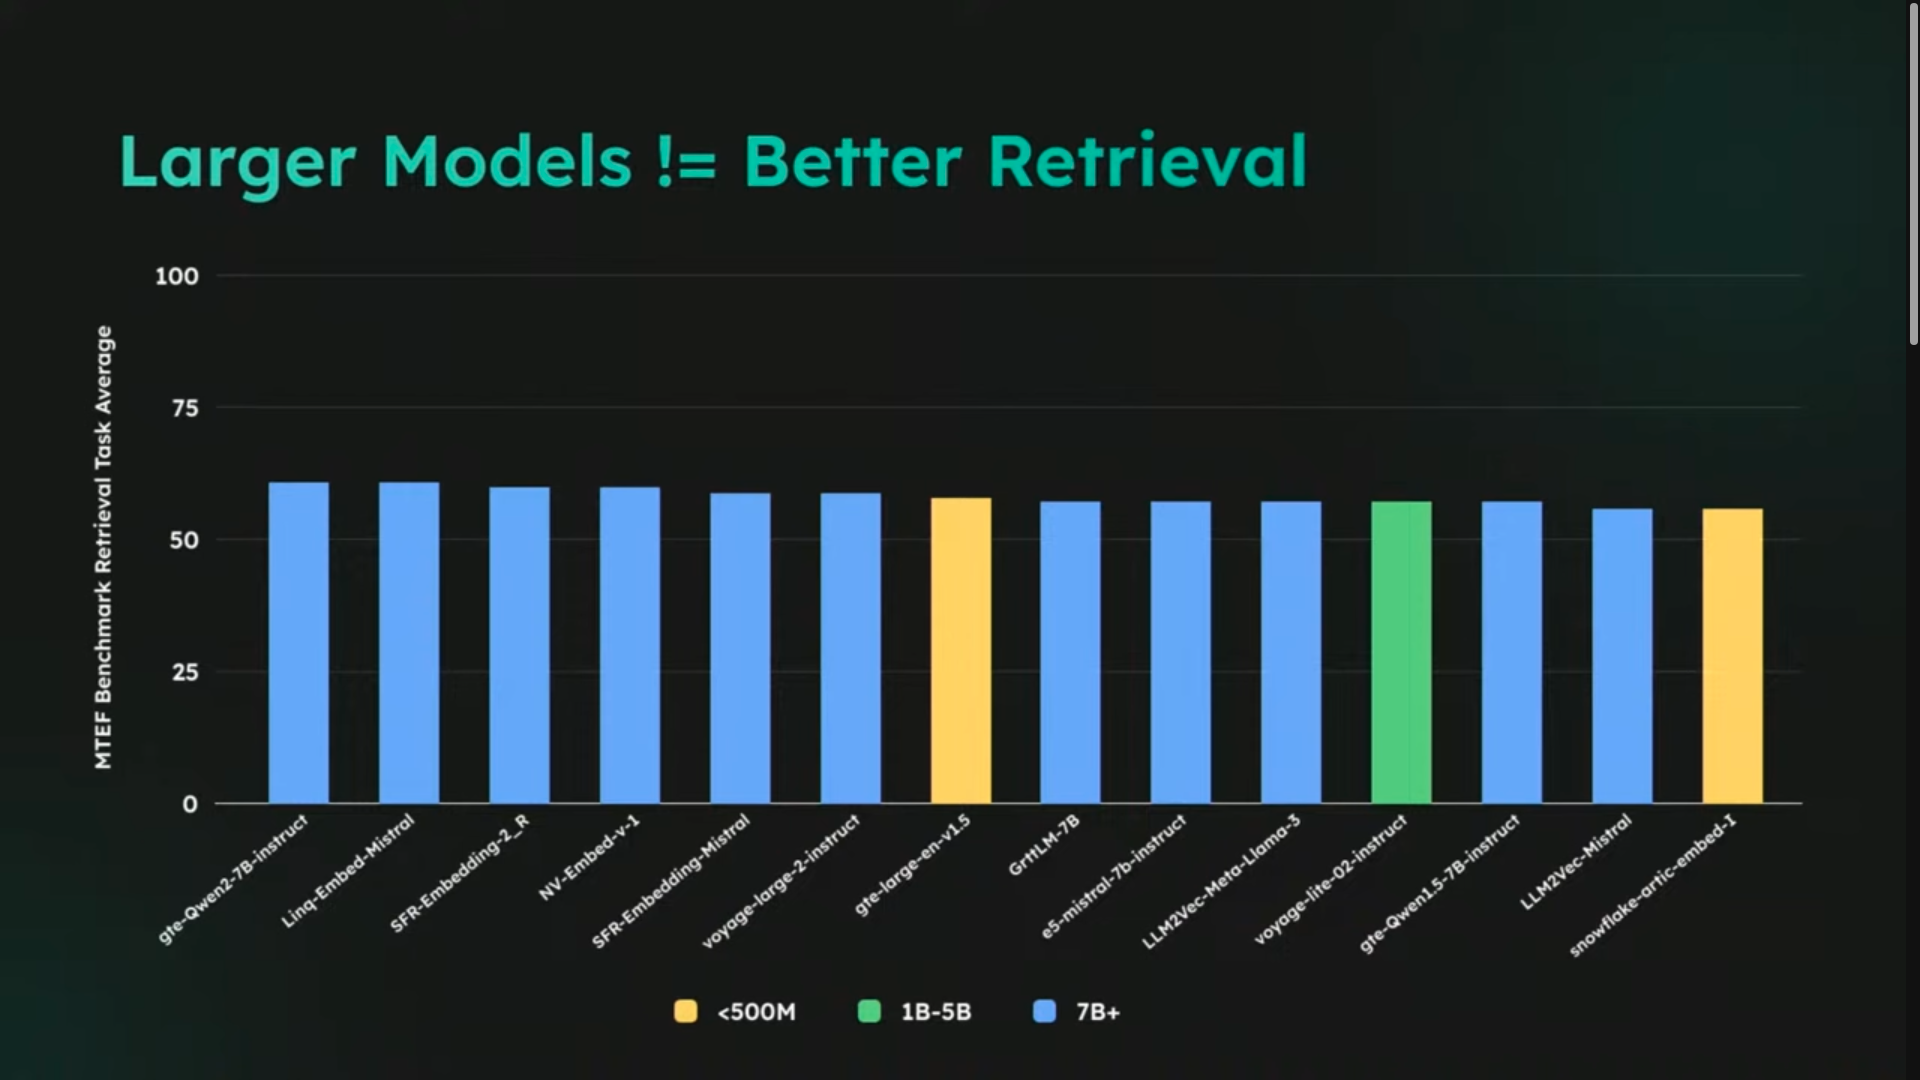 Larger Models != Better Retrieval
MTEF Benchmark Retrieval Task Average
100
75
50
25
0
gte-Qwen2-7B-instruct
Linq-Embed-Mistral
SFR-Embedding-2_R
NV-Embed-v-1
SFR-Embedding-Mistral
voyage-large-2-instruct
gte-large-en-v1.5
GrttLM-7B
e5-mistral-7b-instruct
LLM2Vec-Meta-Llama-3
voyage-lite-02-instruct
gte-Qwen1.5-7B-instruct
LLM2Vec-Mistral
snowflake-artic-embed-I
<500M
1B-5B
7B+